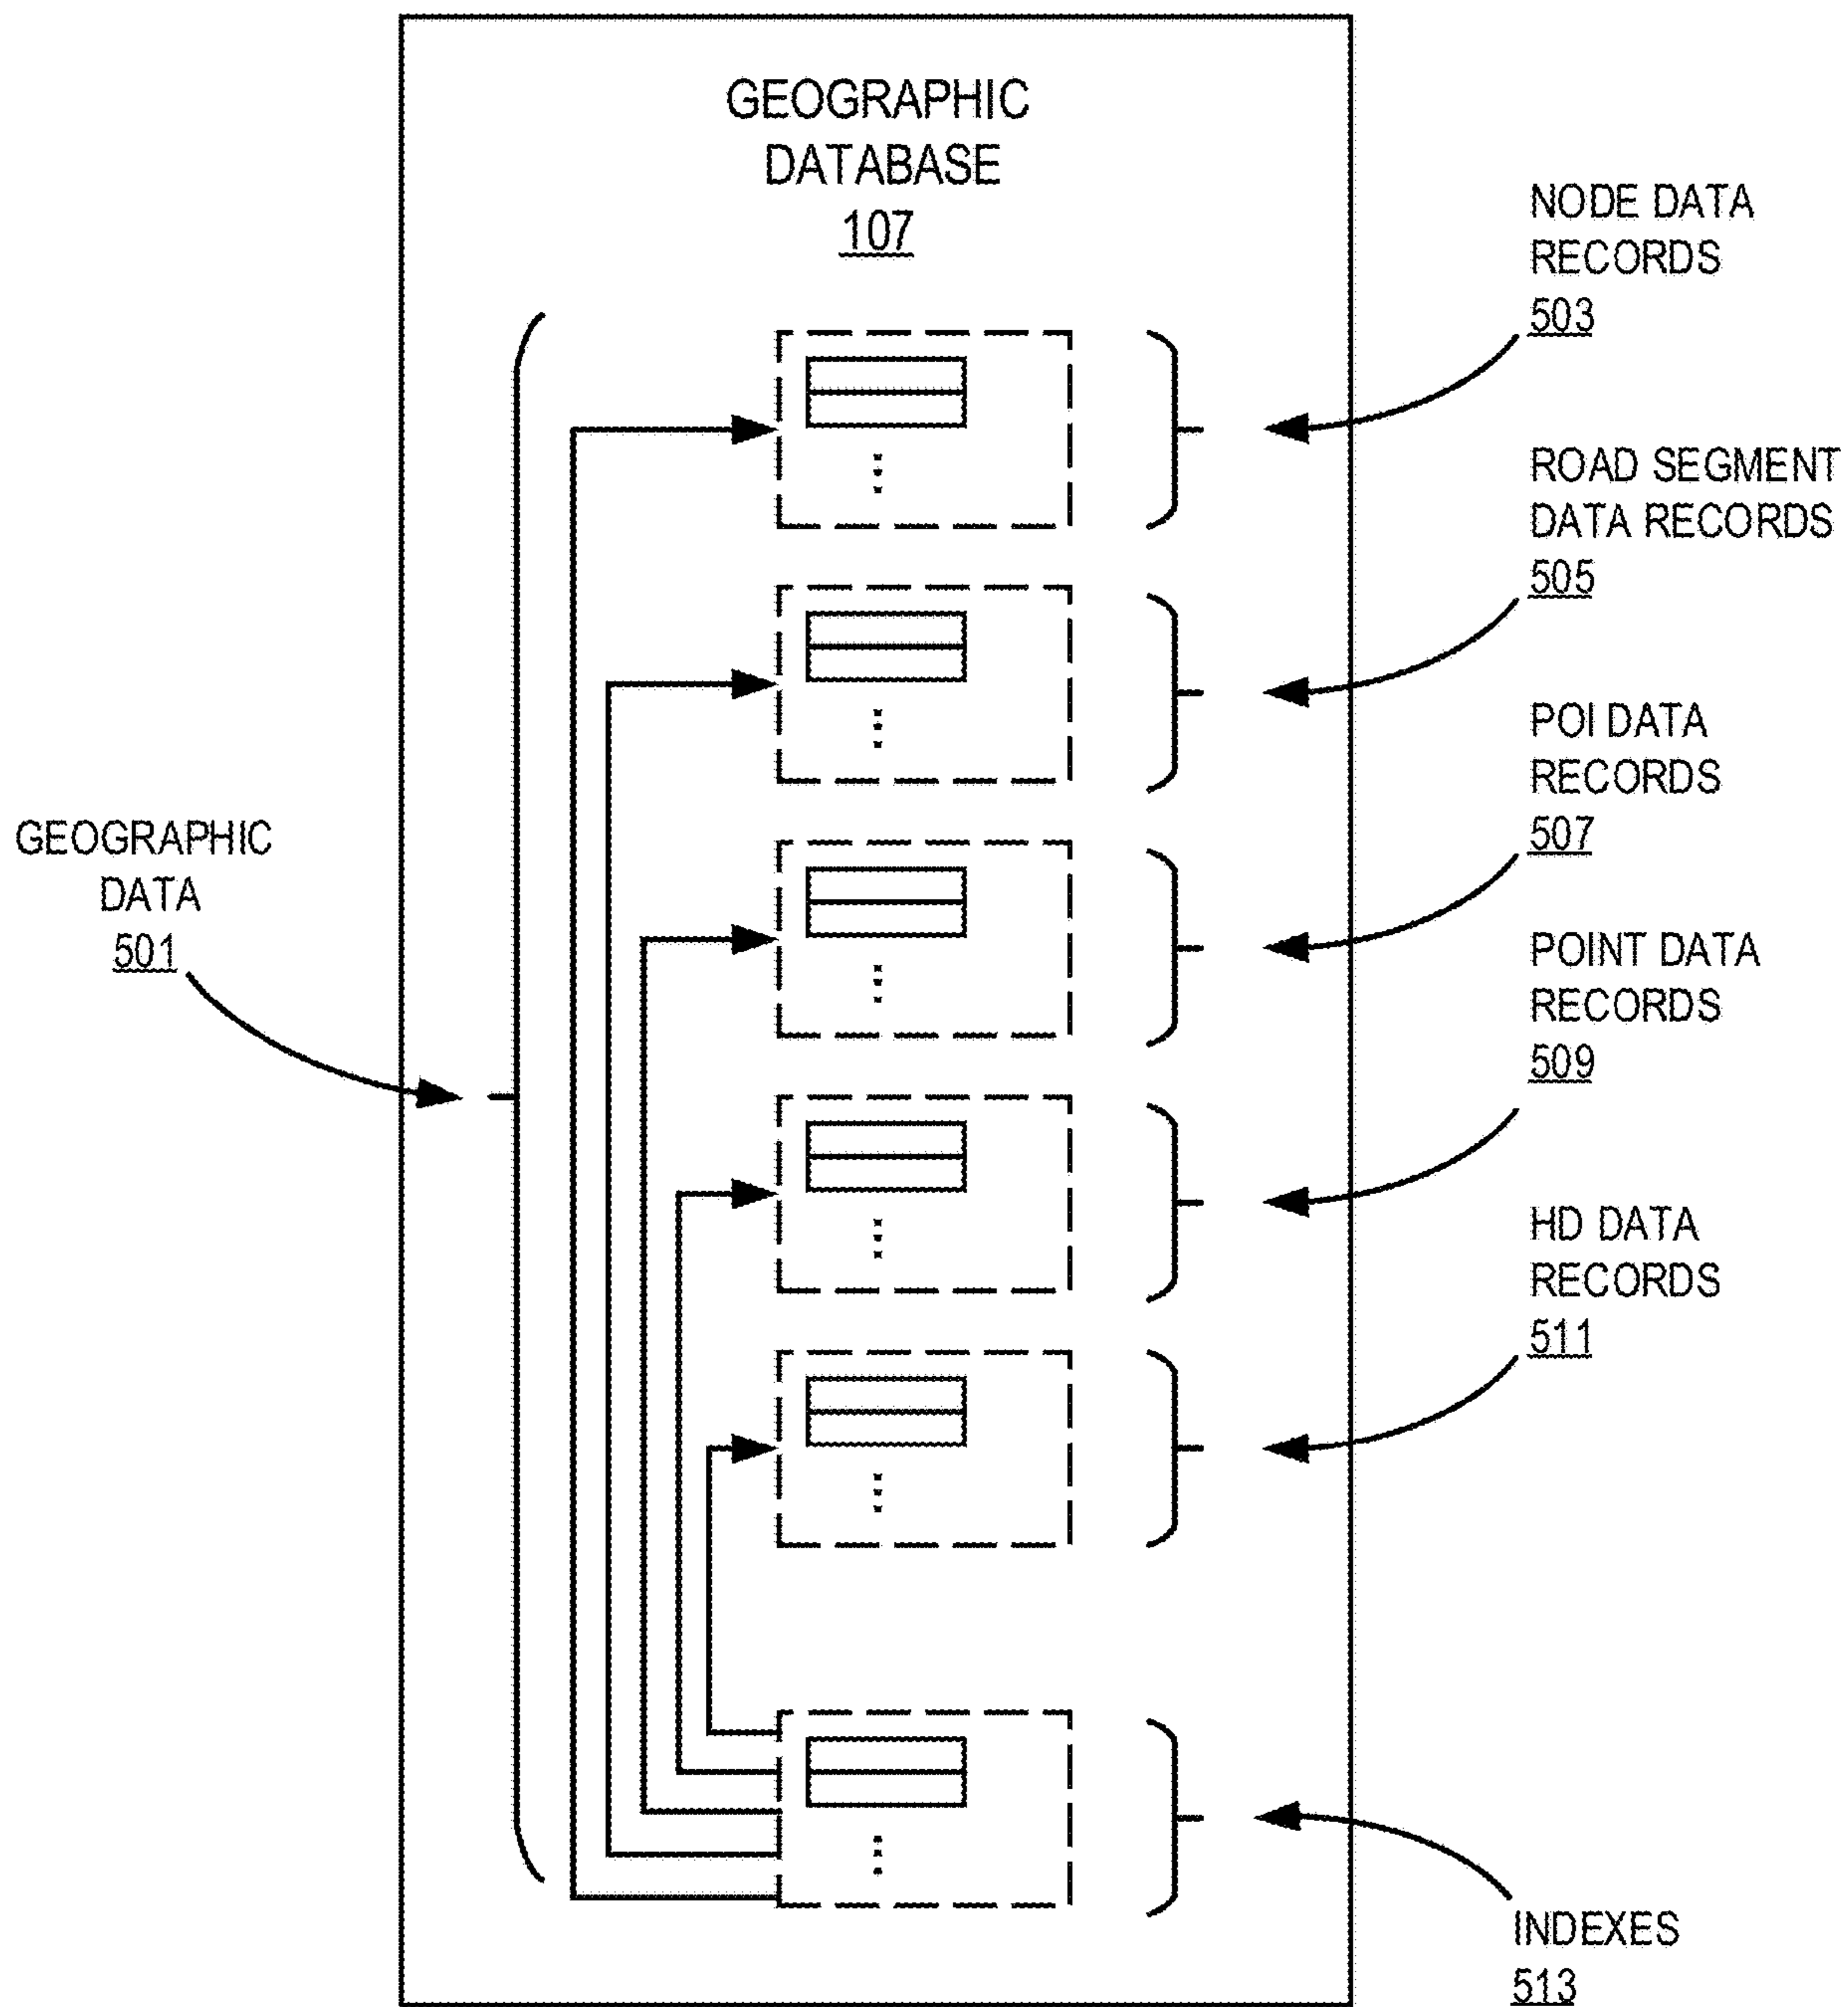 GEOGRAPHIC
DATABASE
107
NODE DATA
RECORDS
503
ROAD SEGMENT
DATA RECORDS
505
POI DATA
RECORDS
507
GEOGRAPHIC
DATA
501
POINT DATA
RECORDS
509
HD DATA
RECORDS
511
INDEXES
513